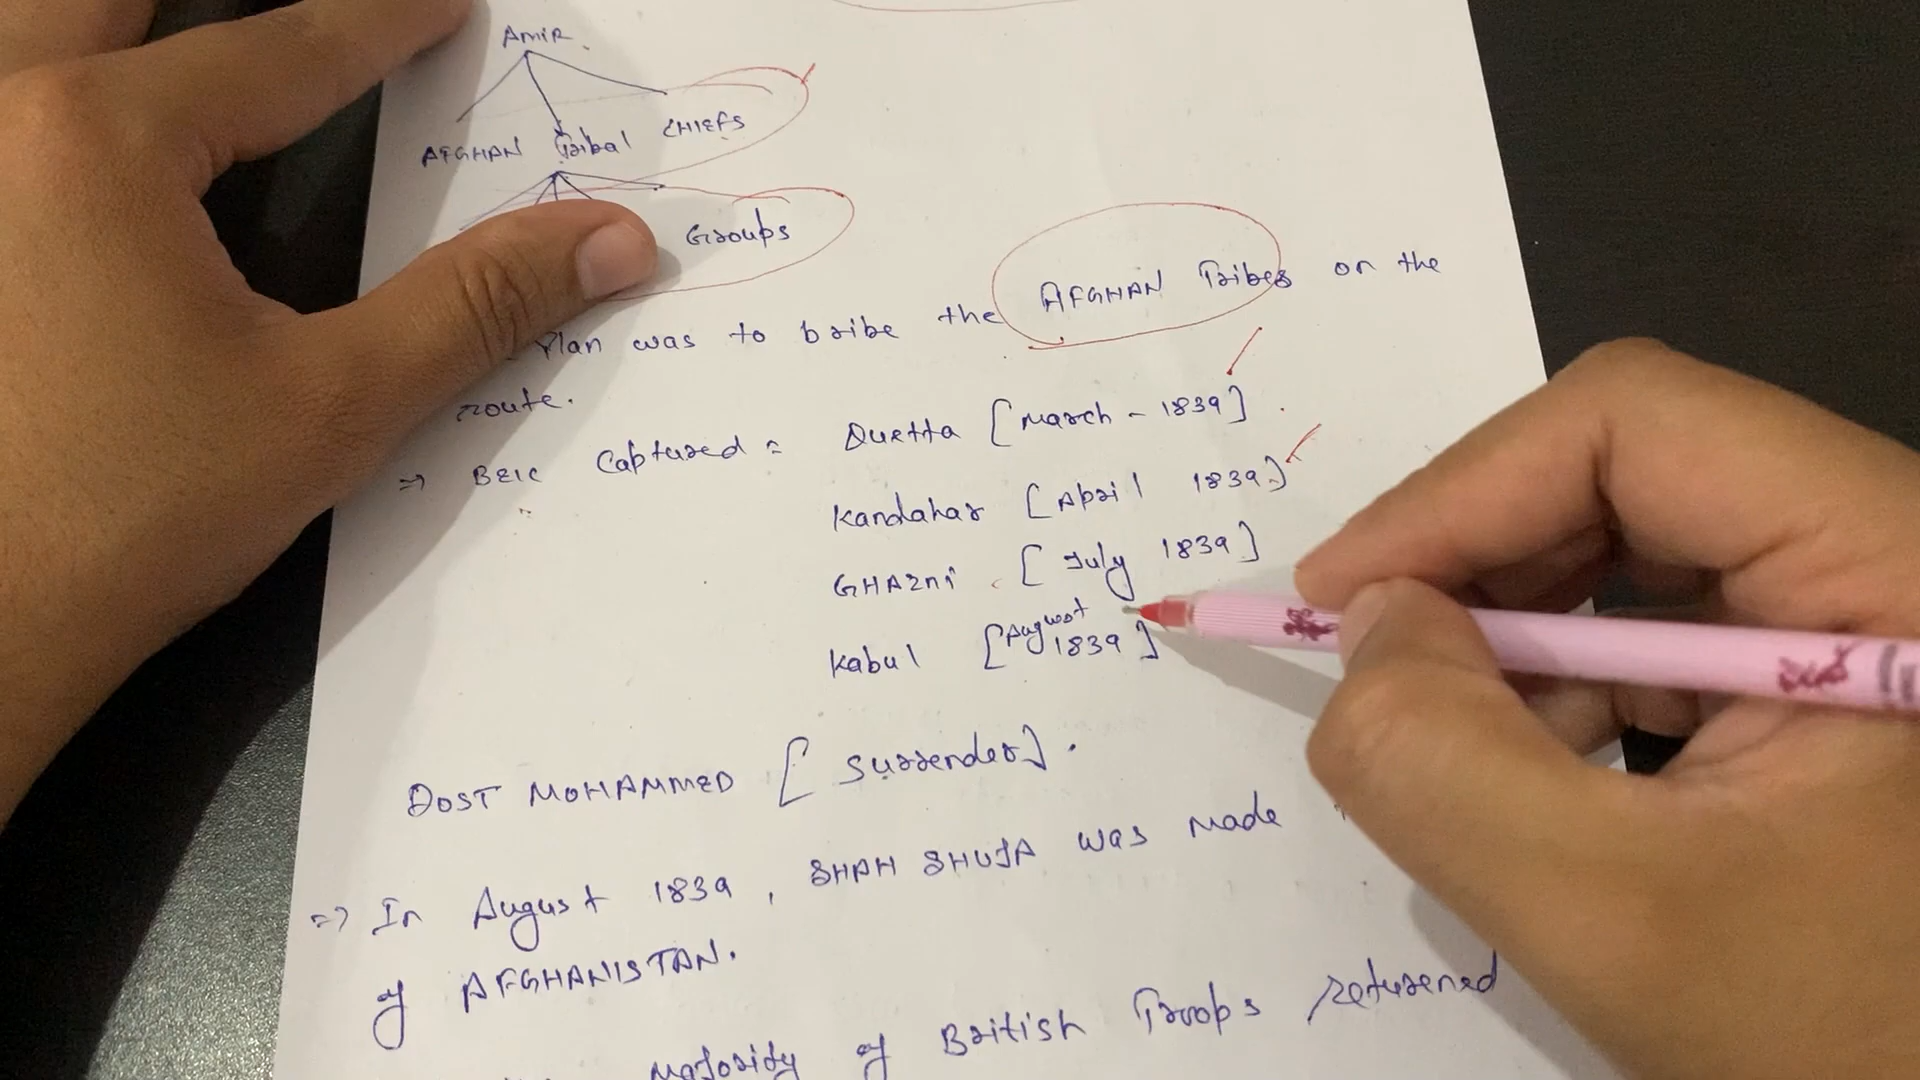 AMIR.
AFGHAN Tribal CHIEFS
Groups
Plan was to bribe the AFGHAN Tribes on the
route.
=> BEIC Captured = Quetta [March - 1839]
Kandahar [April 1839]
GHAZNI [July 1839]
Kabul [August 1839]
DOST MOHAMMED [Surrender].
=> In August 1839, SHAH SHUJA was made
of AFGHANISTAN.
Majority of British Troops returened